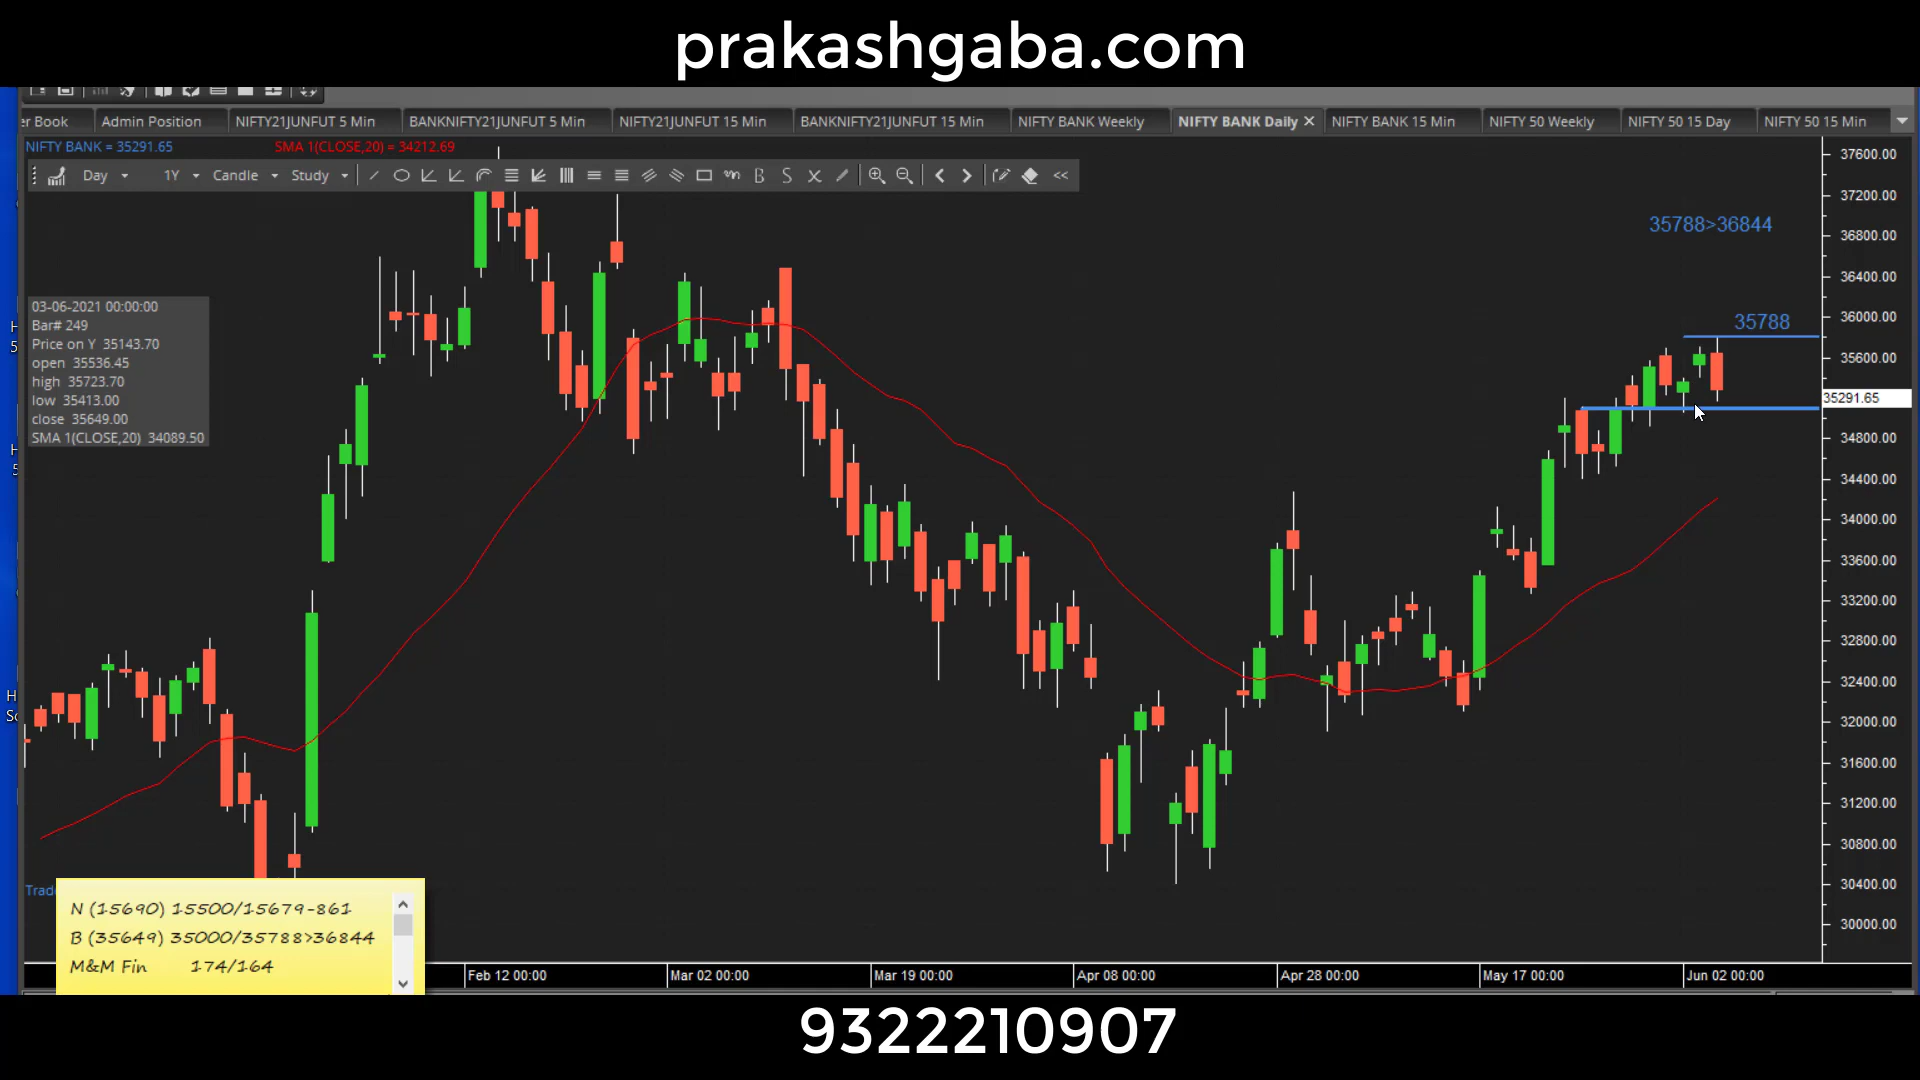 prakashgaba.com
er Book
Admin Position
NIFTY21JUNFUT 5 Min
BANKNIFTY21JUNFUT 5 Min
NIFTY21JUNFUT 15 Min
BANKNIFTY21JUNFUT 15 Min
NIFTY BANK Weekly
NIFTY BANK Daily
NIFTY BANK 15 Min
NIFTY 50 Weekly
NIFTY 50 15 Day
NIFTY 50 15 Min
NIFTY BANK = 35291.65
SMA 1(CLOSE,20) = 34212.69
Day
1Y
Candle
Study
B
S
<<
37600.00
37200.00
36800.00
36400.00
36000.00
35600.00
35291.65
34800.00
34400.00
34000.00
33600.00
33200.00
32800.00
32400.00
32000.00
31600.00
31200.00
30800.00
30400.00
30000.00
35788>36844
35788
03-06-2021 00:00:00
Bar# 249
Price on Y 35143.70
open 35536.45
high 35723.70
low 35413.00
close 35649.00
SMA 1(CLOSE,20) 34089.50
H
5
H
5
H
Sc
Trade
N (15690) 15500/15679-861
B (35649) 35000/35788>36844
M&M Fin 174/164
Feb 12 00:00
Mar 02 00:00
Mar 19 00:00
Apr 08 00:00
Apr 28 00:00
May 17 00:00
Jun 02 00:00
9322210907